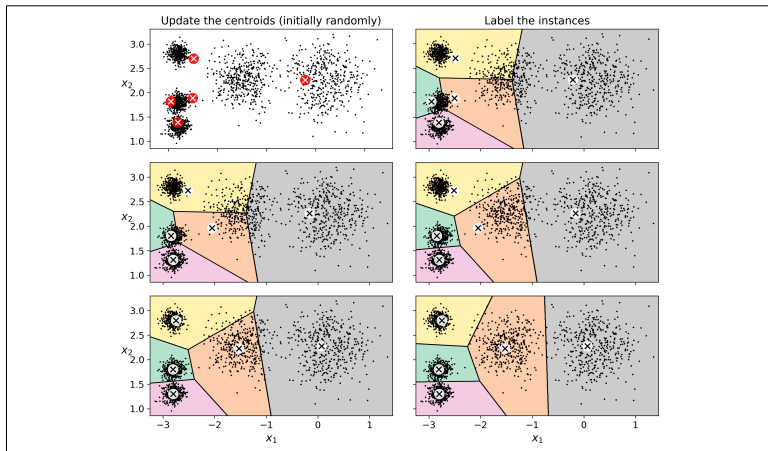 Update the centroids (initially randomly)
Label the instances
3.0
2.5
x₂
2.0
1.5
1.0
3.0
2.5
x₂
2.0
1.5
1.0
3.0
2.5
x₂
2.0
1.5
1.0
−3 −2 −1 0 1
−3 −2 −1 0 1
x₁
x₁